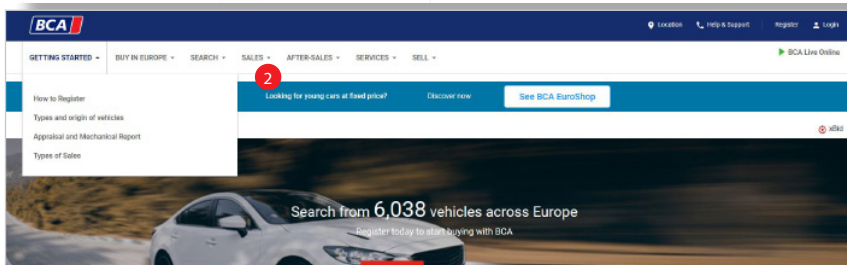 BCA
Location Help & Support Register Login
GETTING STARTED BUY IN EUROPE SEARCH SALES AFTER-SALES SERVICES SELL BCA Live Online
2
How to Register
Types and origin of vehicles
Appraisal and Mechanical Report
Types of Sales
Looking for young cars at fixed price? Discover now See BCA EuroShop
xBid
Search from 6,038 vehicles across Europe
Register today to start buying with BCA